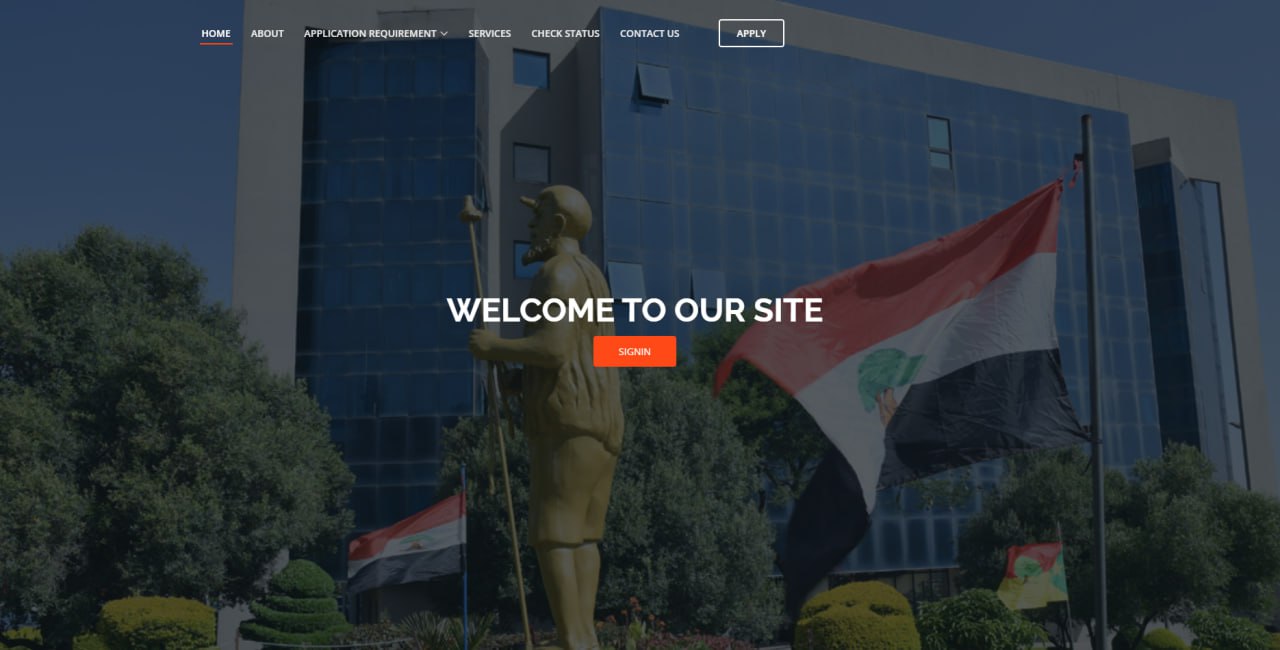 HOME ABOUT APPLICATION REQUIREMENT SERVICES CHECK STATUS CONTACT US APPLY
WELCOME TO OUR SITE
SIGNIN